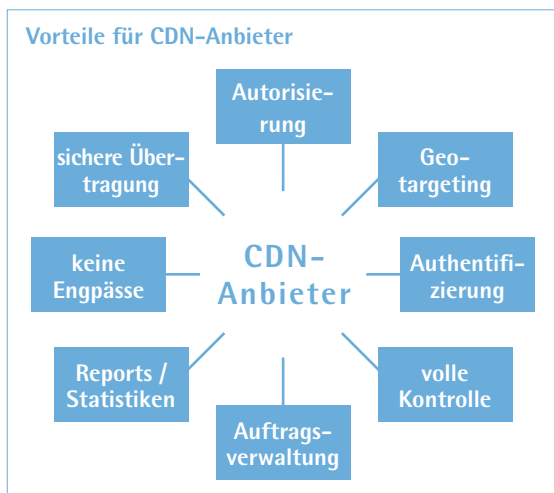 Vorteile für CDN-Anbieter
Autorisie-
rung
sichere Über-
tragung
Geo-
targeting
keine
Engpässe
CDN-
Anbieter
Authentifi-
zierung
Reports /
Statistiken
volle
Kontrolle
Auftrags-
verwaltung